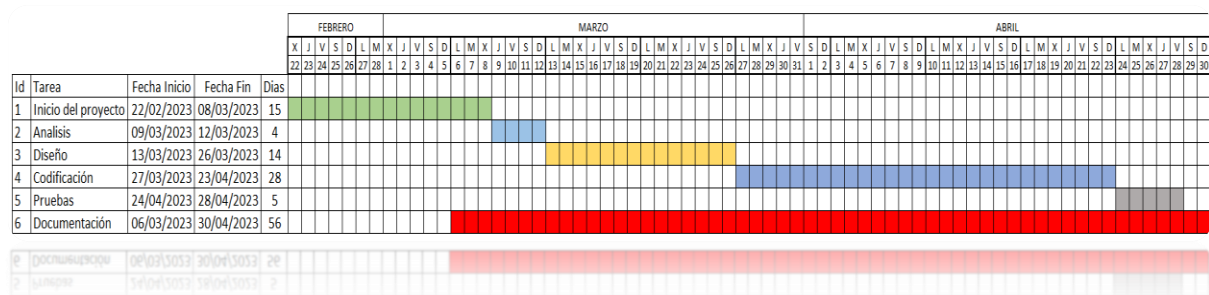 FEBRERO MARZO ABRIL
X J V S D L M X J V S D L M X J V S D L M X J V S D L M X J V S D L M X J V S D L M X J V S D L M X J V S D L M X J V S D
22 23 24 25 26 27 28 1 2 3 4 5 6 7 8 9 10 11 12 13 14 15 16 17 18 19 20 21 22 23 24 25 26 27 28 29 30 31 1 2 3 4 5 6 7 8 9 10 11 12 13 14 15 16 17 18 19 20 21 22 23 24 25 26 27 28 29 30
Id Tarea Fecha Inicio Fecha Fin Dias
1 Inicio del proyecto 22/02/2023 08/03/2023 15
2 Analisis 09/03/2023 12/03/2023 4
3 Diseño 13/03/2023 26/03/2023 14
4 Codificación 27/03/2023 23/04/2023 28
5 Pruebas 24/04/2023 28/04/2023 5
6 Documentación 06/03/2023 30/04/2023 56